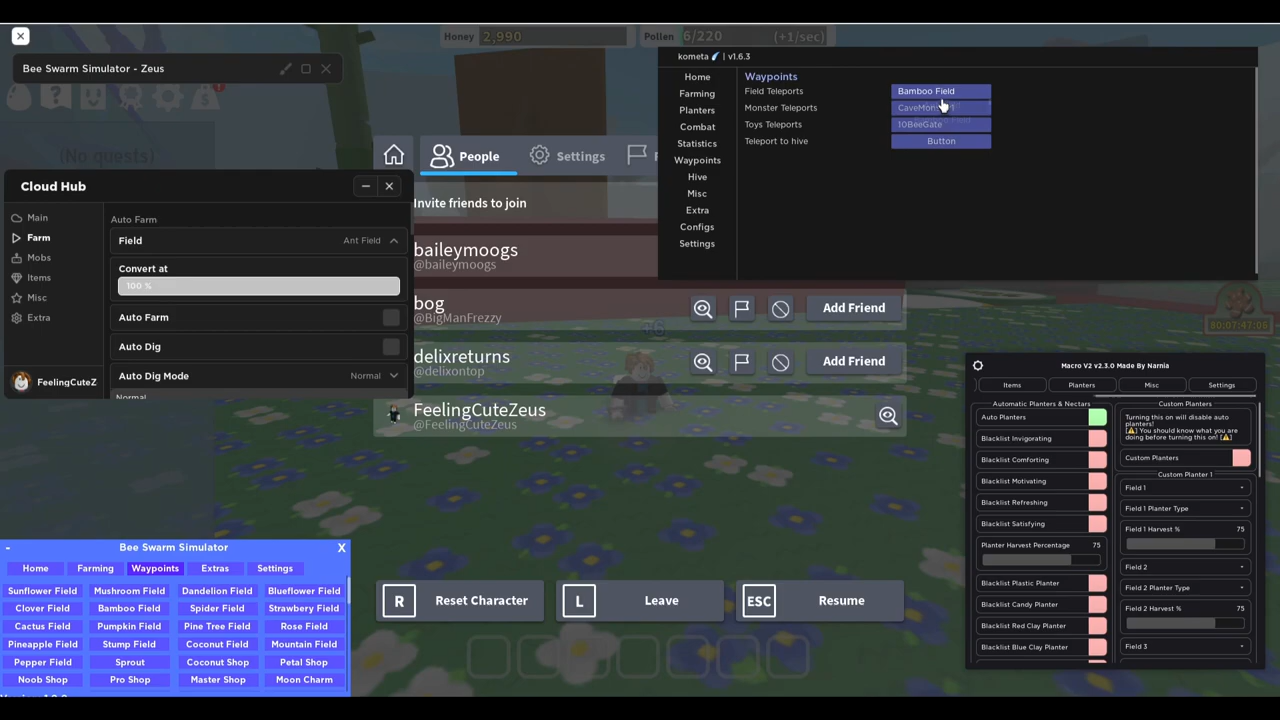 Honey 2,990
Pollen 6/220 (+1/sec)
Bee Swarm Simulator - Zeus
(No quests)
kometa | v1.6.3
Home
Farming
Planters
Combat
Statistics
Waypoints
Hive
Misc
Extra
Configs
Settings
Waypoints
Field Teleports Bamboo Field
Monster Teleports
Toys Teleports 10BeeGate
Teleport to hive Button
People
Settings
Invite friends to join
baileymoogs
@baileymoogs
bog
@BigManFrezzy
Add Friend
delixreturns
@delixontop
Add Friend
FeelingCuteZeus
@FeelingCuteZeus
R Reset Character
L Leave
ESC Resume
Cloud Hub
Main
Farm
Mobs
Items
Misc
Extra
FeelingCuteZ
Auto Farm
Field Ant Field
Convert at
100 %
Auto Farm
Auto Dig
Auto Dig Mode Normal
Normal
Bee Swarm Simulator
- X
Home Farming Waypoints Extras Settings
Sunflower Field Mushroom Field Dandelion Field Blueflower Field
Clover Field Bamboo Field Spider Field Strawbery Field
Cactus Field Pumpkin Field Pine Tree Field Rose Field
Pineapple Field Stump Field Coconut Field Mountain Field
Pepper Field Sprout Coconut Shop Petal Shop
Noob Shop Pro Shop Master Shop Moon Charm
80:07:47:06
Macro V2 v2.3.0 Made By Narnia
Items Planters Misc Settings
Automatic Planters & Nectars
Auto Planters
Blacklist Invigorating
Blacklist Comforting
Blacklist Motivating
Blacklist Refreshing
Blacklist Satisfying
Planter Harvest Percentage 75
Blacklist Plastic Planter
Blacklist Candy Planter
Blacklist Red Clay Planter
Blacklist Blue Clay Planter
Custom Planters
Turning this on will disable auto
planters!
[⚠️] You should know what you are
doing before turning this on! [⚠️]
Custom Planters
Custom Planter 1
Field 1
Field 1 Planter Type
Field 1 Harvest % 75
Field 2
Field 2 Planter Type
Field 2 Harvest % 75
Field 3